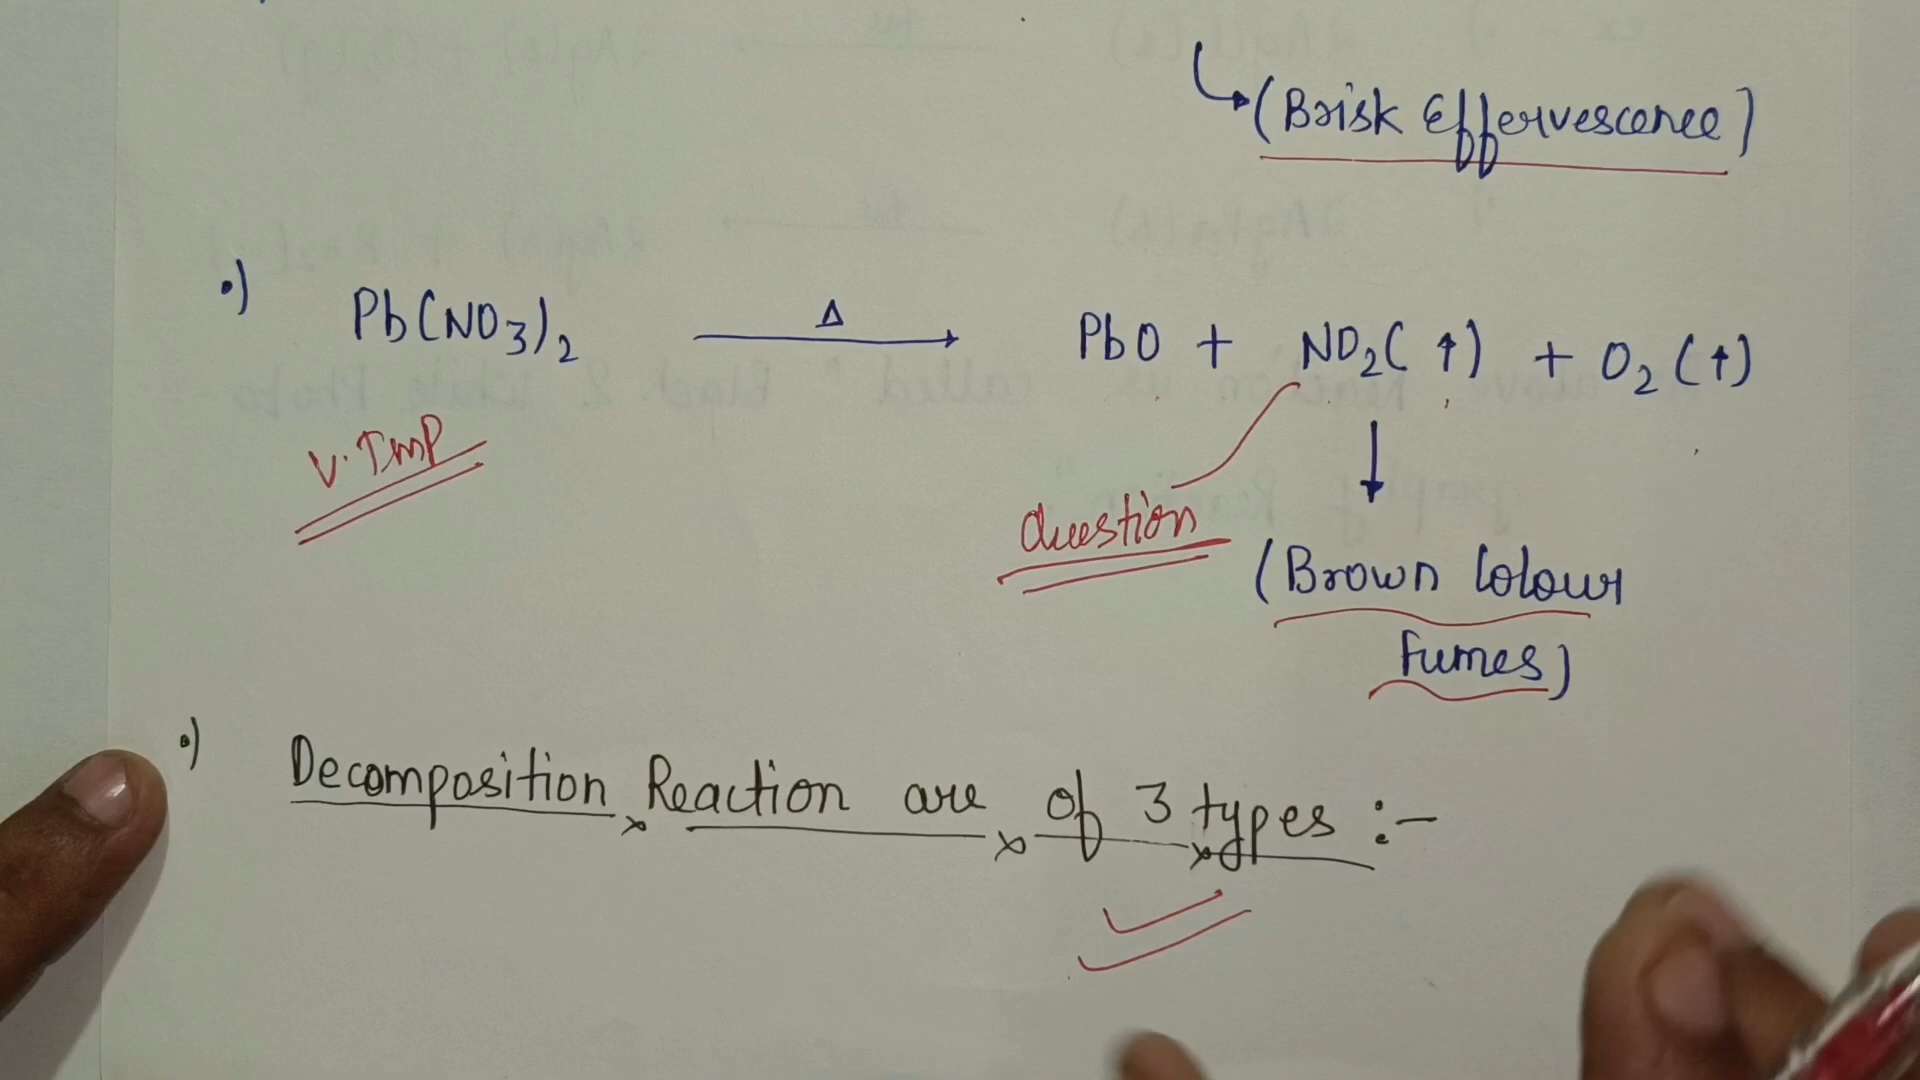 (Brisk Effervescence)
•) Pb(NO3)2 —Δ→ PbO + NO2(↑) + O2(↑)
V. Imp
Question
(Brown Colour
Fumes)
•) Decomposition Reaction are of 3 types :-